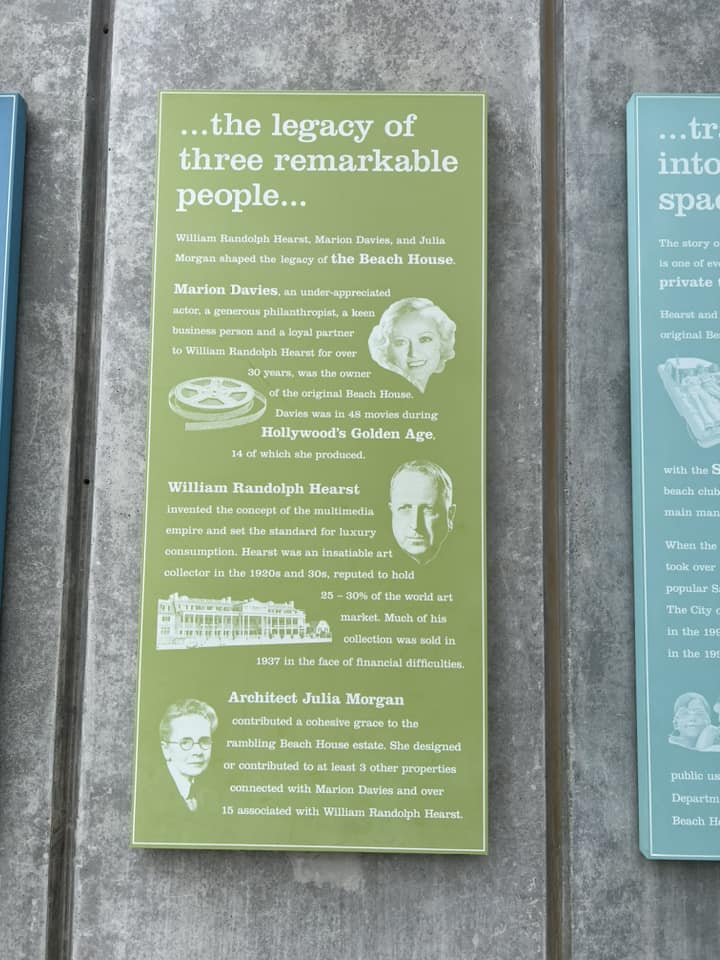 ...the legacy of
three remarkable
people...
William Randolph Hearst, Marion Davies, and Julia
Morgan shaped the legacy of the Beach House.
Marion Davies, an under-appreciated
actor, a generous philanthropist, a keen
business person and a loyal partner
to William Randolph Hearst for over
30 years, was the owner
of the original Beach House.
Davies was in 48 movies during
Hollywood's Golden Age,
14 of which she produced.
William Randolph Hearst
invented the concept of the multimedia
empire and set the standard for luxury
consumption. Hearst was an insatiable art
collector in the 1920s and 30s, reputed to hold
25 – 30% of the world art
market. Much of his
collection was sold in
1937 in the face of financial difficulties.
Architect Julia Morgan
contributed a cohesive grace to the
rambling Beach House estate. She designed
or contributed to at least 3 other properties
connected with Marion Davies and over
15 associated with William Randolph Hearst.
into
The story
is one of
private
Hearst and
original
with the
beach club
main
When the
took over
popular
The City
in the
in the
public
Beach